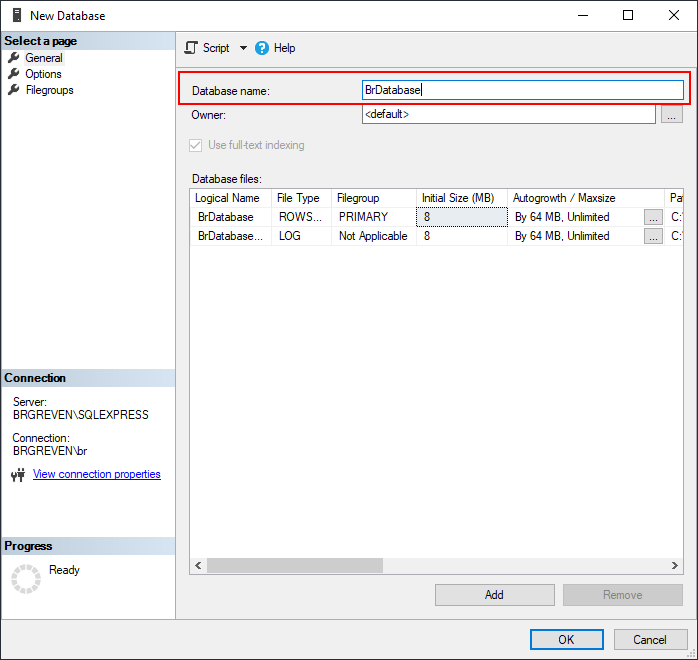 New Database
Select a page
General
Options
Filegroups
Script Help
Database name: BrDatabase
Owner: <default> ...
Use full-text indexing
Database files:
Logical Name File Type Filegroup Initial Size (MB) Autogrowth / Maxsize Pa
BrDatabase ROWS... PRIMARY 8 By 64 MB, Unlimited ... C:\
BrDatabase... LOG Not Applicable 8 By 64 MB, Unlimited ... C:\
Connection
Server:
BRGREVEN\SQLEXPRESS
Connection:
BRGREVEN\br
View connection properties
Progress
Ready
Add Remove
OK Cancel